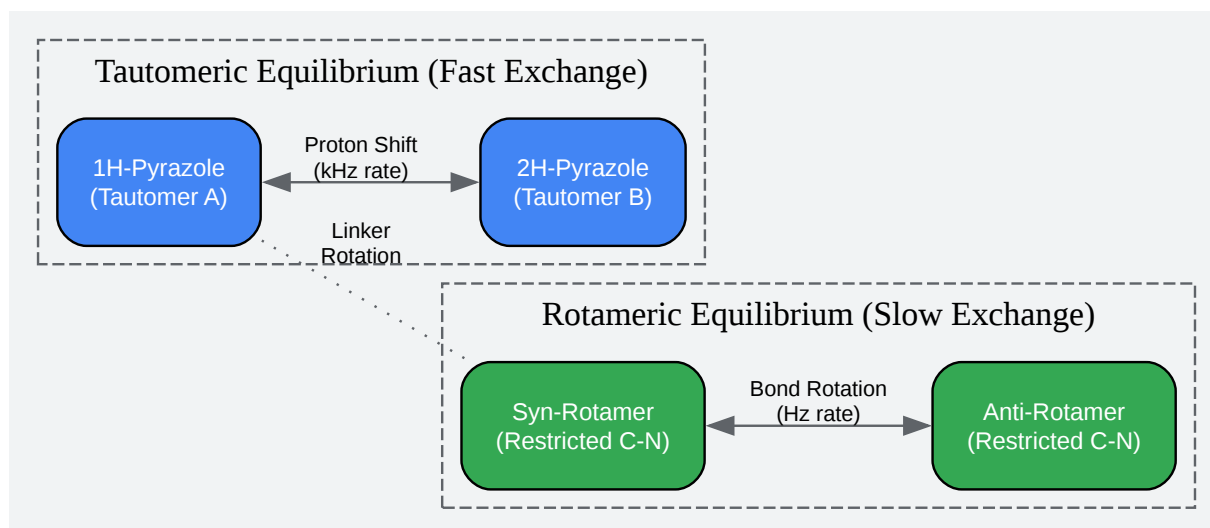 Tautomeric Equilibrium (Fast Exchange)
1H-Pyrazole
(Tautomer A)
Proton Shift
(kHz rate)
2H-Pyrazole
(Tautomer B)
Linker
Rotation
Rotameric Equilibrium (Slow Exchange)
Syn-Rotamer
(Restricted C-N)
Bond Rotation
(Hz rate)
Anti-Rotamer
(Restricted C-N)